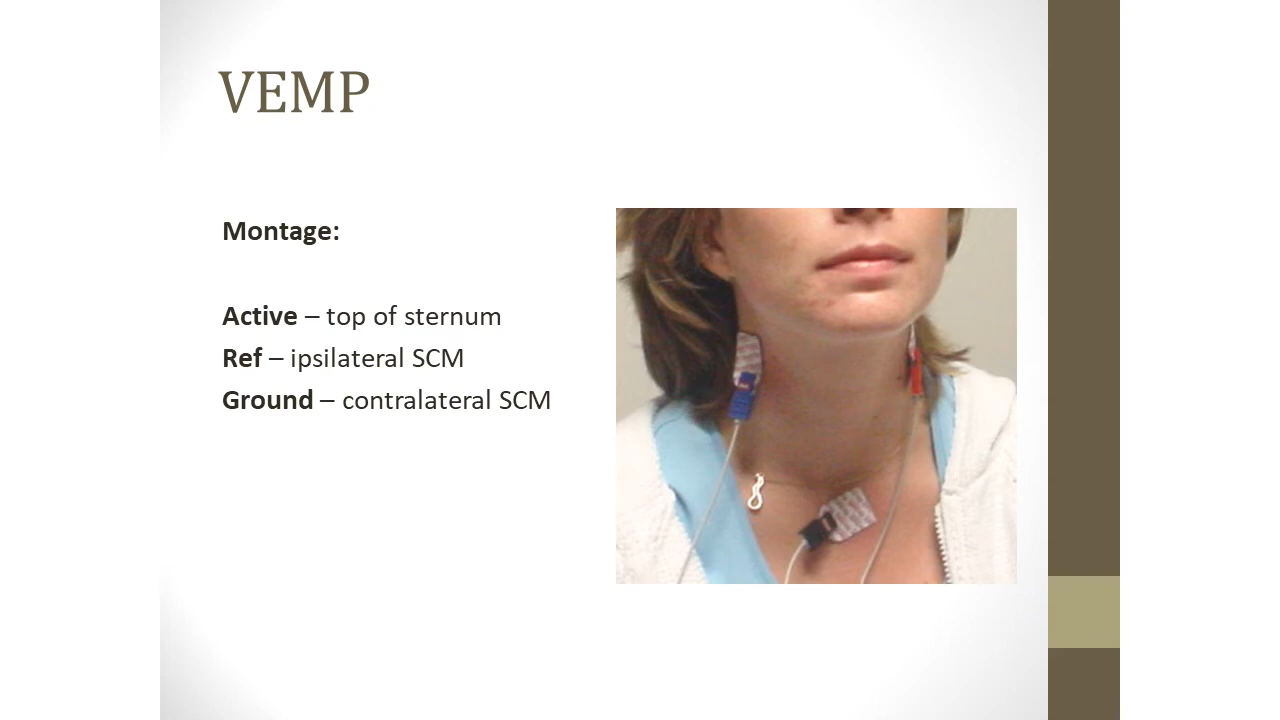 VEMP
Montage:
Active – top of sternum
Ref – ipsilateral SCM
Ground – contralateral SCM